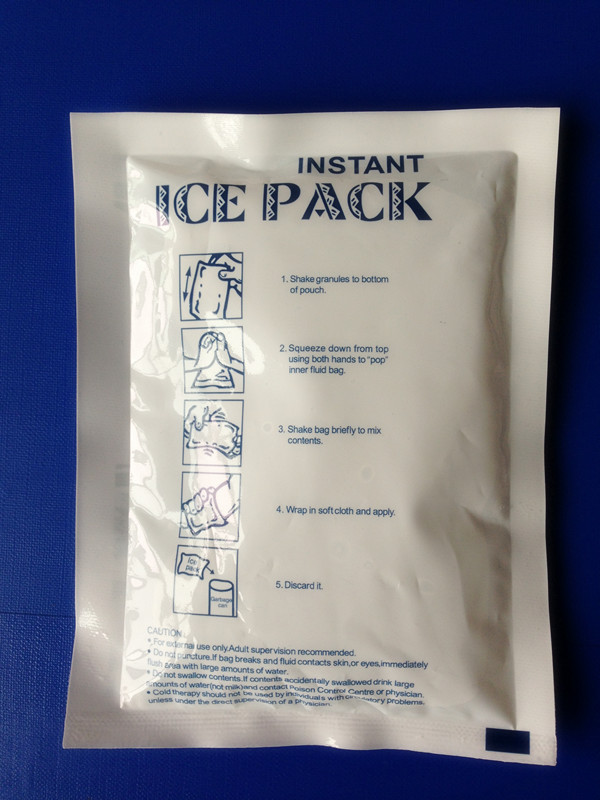 INSTANT
ICE PACK
1. Shake granules to bottom
of pouch.
2. Squeeze down from top
using both hands to "pop"
inner fluid bag.
3. Shake bag briefly to mix
contents.
4. Wrap in soft cloth and apply.
Ice
pack
Garbage
can
5. Discard it.
CAUTION:
* For external use only.Adult supervision recommended.
* Do not puncture.If bag breaks and fluid contacts skin,or eyes,immediately
flush area with large amounts of water.
* Do not swallow contents.If contents accidentally swallowed drink large
amounts of water(not milk)and contact Poison Control Centre or physician.
* Cold therapy should not be used by individuals with circulatory problems.
unless under the direct supervision of a physician.